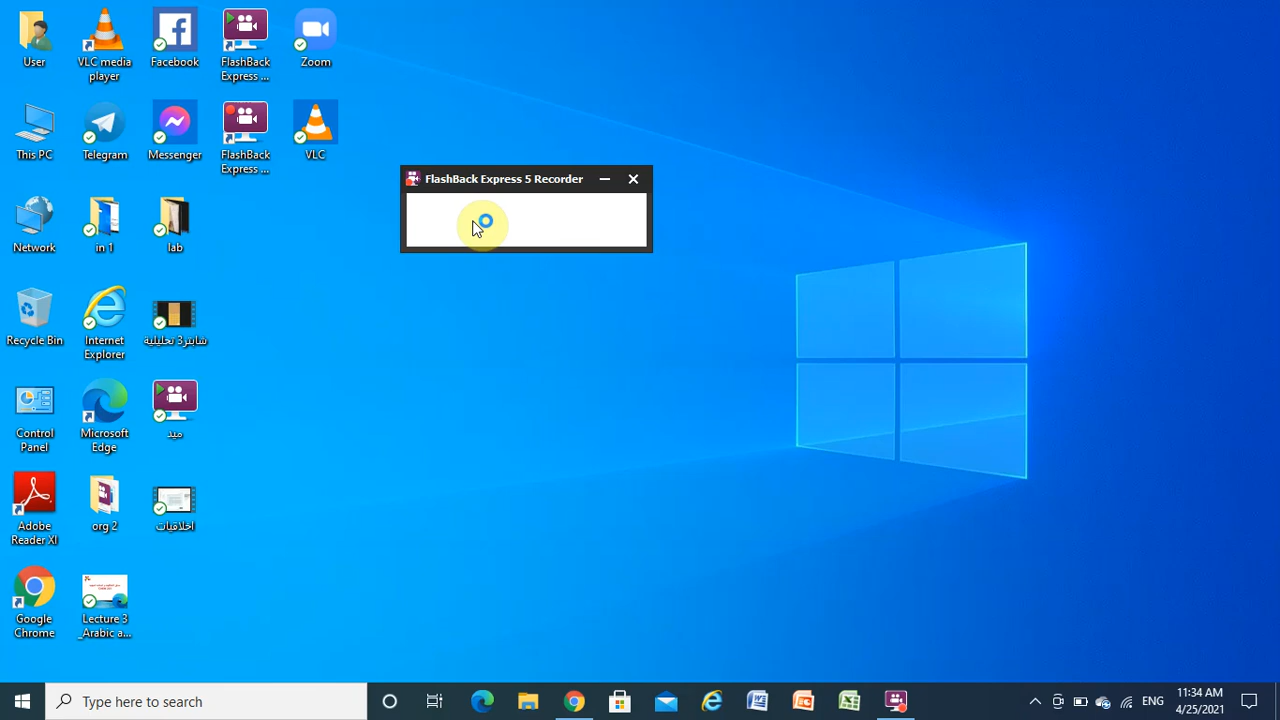 User
VLC media
player
Facebook
FlashBack
Express ...
Zoom
This PC
Telegram
Messenger
FlashBack
Express ...
VLC
FlashBack Express 5 Recorder
Network
in 1
lab
Recycle Bin
Internet
Explorer
شابتر3 تحليلية
Control
Panel
Microsoft
Edge
ميد
Adobe
Reader XI
org 2
اخلاقيات
Google
Chrome
Lecture 3
_Arabic a...
Type here to search
ENG
11:34 AM
4/25/2021